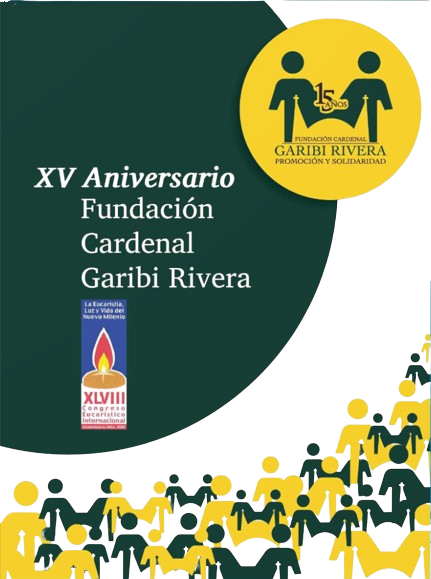 15
AÑOS
FUNDACIÓN CARDENAL
GARIBI RIVERA
PROMOCIÓN Y SOLIDARIDAD
XV Aniversario
Fundación
Cardenal
Garibi Rivera
La Eucaristía,
Luz y Vida del
Nuevo Milenio
XLVIII
Congreso
Eucarístico
Internacional